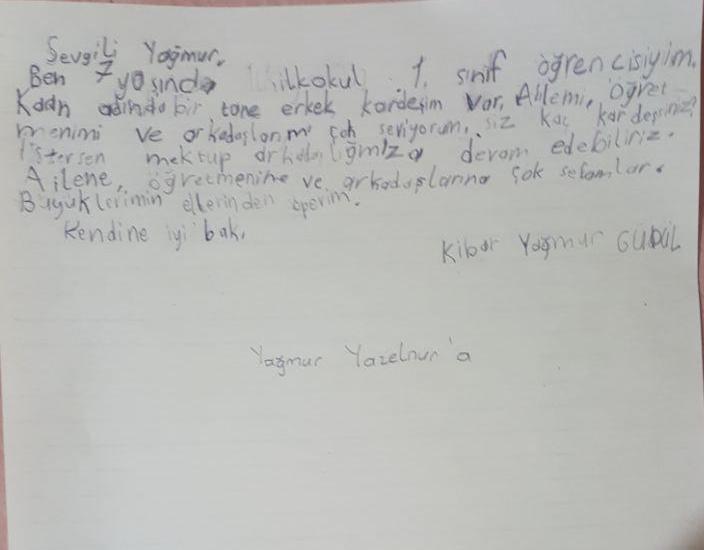 Sevgili Yağmur,
Ben 7 yaşında ilkokul 1. sınıf öğrencisiyim.
Kaan adında bir tane erkek kardeşim var, Ailemi, öğret
menimi ve arkadaşlarımı çok seviyorum, siz kaç kardeşsiniz?
İstersen mektup arkadaşlığımıza devam edebiliriz.
Ailene, öğretmenine ve arkadaşlarına çok selamlar.
Büyüklerimin ellerinden öperim.
Kendine iyi bak.
Kibar Yağmur GÜDÜL
Yağmur Yazelnur'a